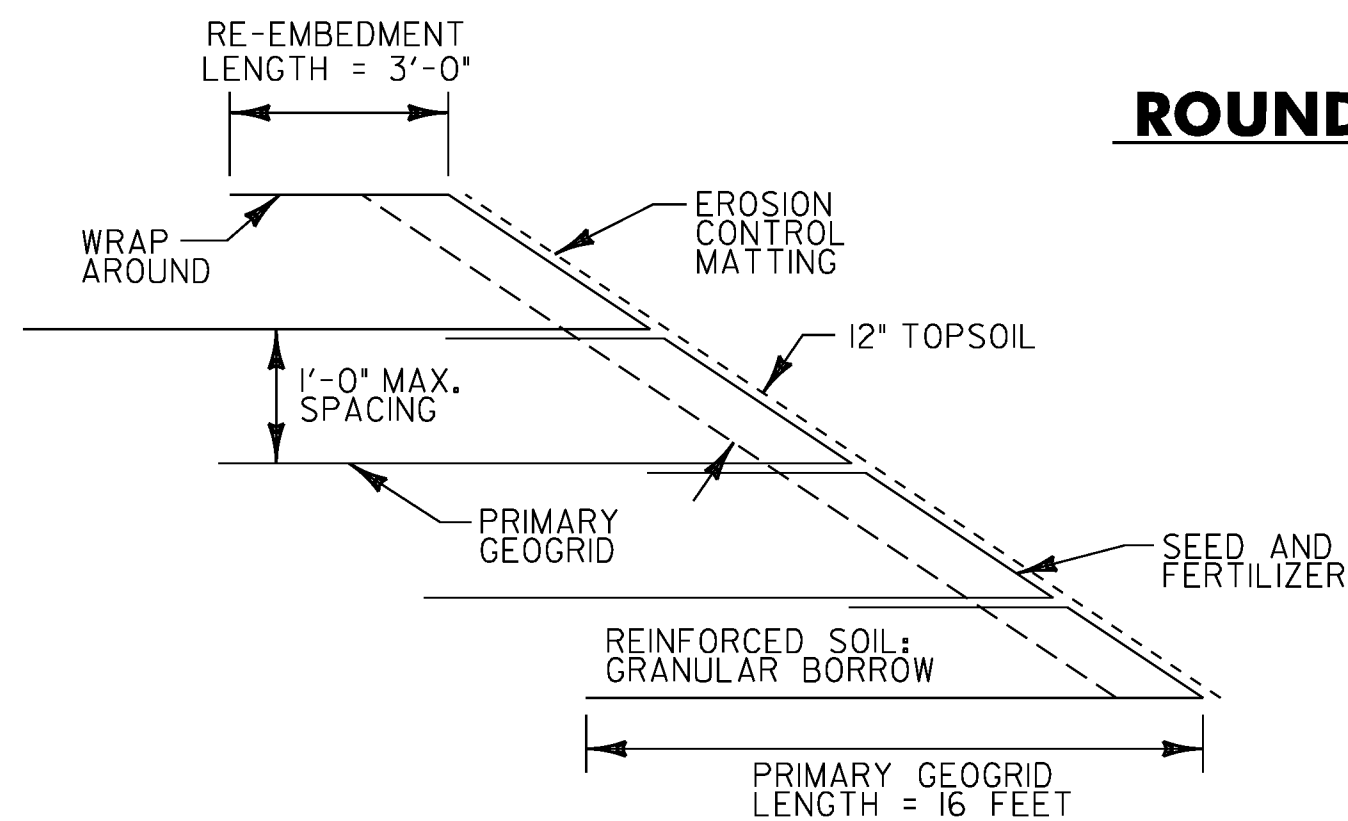 RE-EMBEDMENT
LENGTH = 3'-0"
ROUND
WRAP
AROUND
EROSION
CONTROL
MATTING
12" TOPSOIL
1'-0" MAX.
SPACING
PRIMARY
GEOGRID
SEED AND
FERTILIZER
REINFORCED SOIL:
GRANULAR BORROW
PRIMARY GEOGRID
LENGTH = 16 FEET